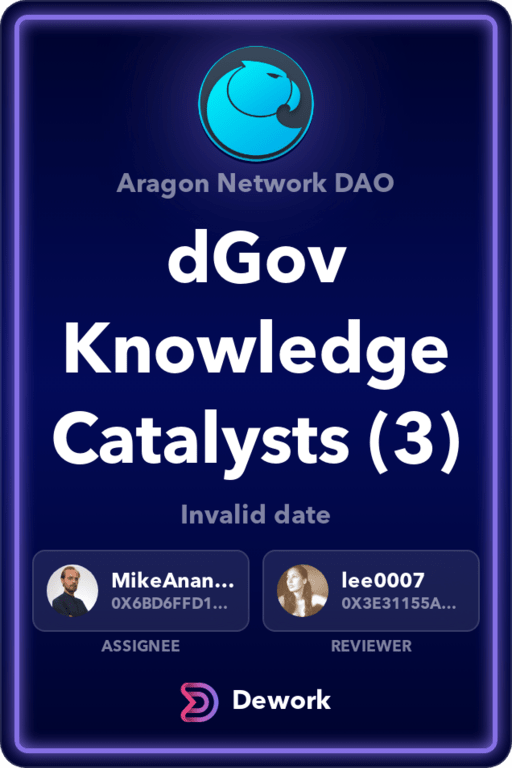 Aragon Network DAO
dGov
Knowledge
Catalysts (3)
Invalid date
MikeAnan...
0X6BD6FFD1...
lee0007
0X3E31155A...
ASSIGNEE
REVIEWER
Dework